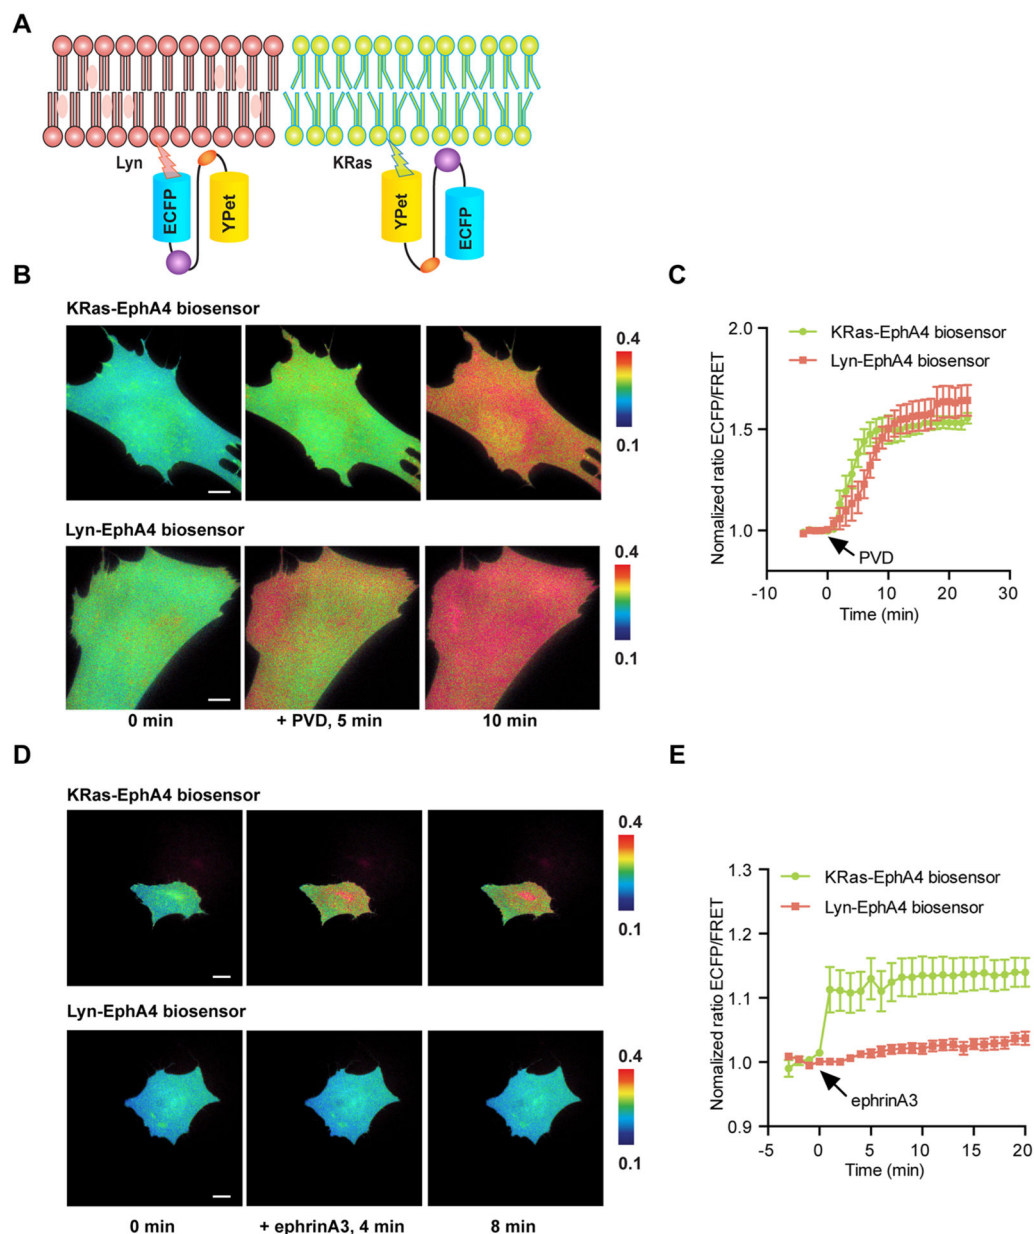 A
Lyn
ECFP
YPet
KRas
YPet
ECFP
B
KRas-EphA4 biosensor
0.4
0.1
Lyn-EphA4 biosensor
0.4
0.1
0 min
+ PVD, 5 min
10 min
C
Normalized ratio ECFP/FRET
2.0
1.5
1.0
KRas-EphA4 biosensor
Lyn-EphA4 biosensor
PVD
-10 0 10 20 30
Time (min)
D
KRas-EphA4 biosensor
0.4
0.1
Lyn-EphA4 biosensor
0.4
0.1
0 min
+ ephrinA3, 4 min
8 min
E
Normalized ratio ECFP/FRET
1.3
1.2
1.1
1.0
0.9
KRas-EphA4 biosensor
Lyn-EphA4 biosensor
ephrinA3
-5 0 5 10 15 20
Time (min)